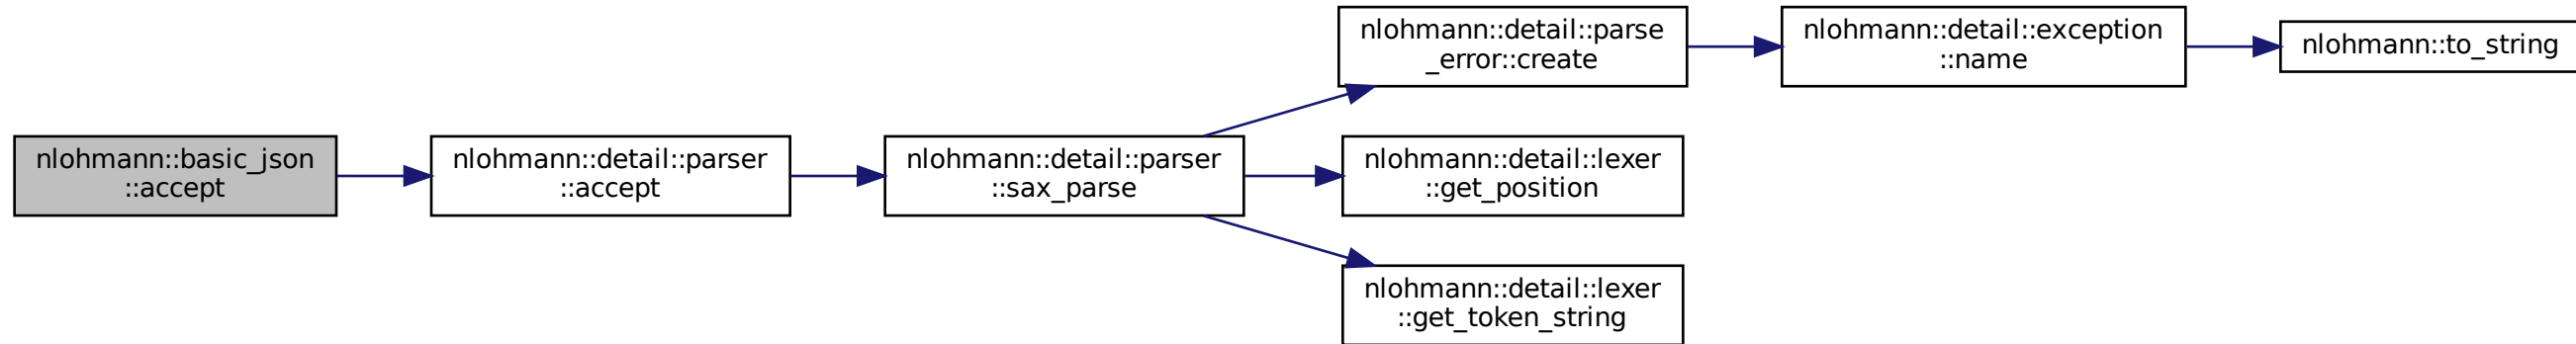 nlohmann::basic_json
::accept
nlohmann::detail::parser
::accept
nlohmann::detail::parser
::sax_parse
nlohmann::detail::parse
_error::create
nlohmann::detail::exception
::name
nlohmann::to_string
nlohmann::detail::lexer
::get_position
nlohmann::detail::lexer
::get_token_string